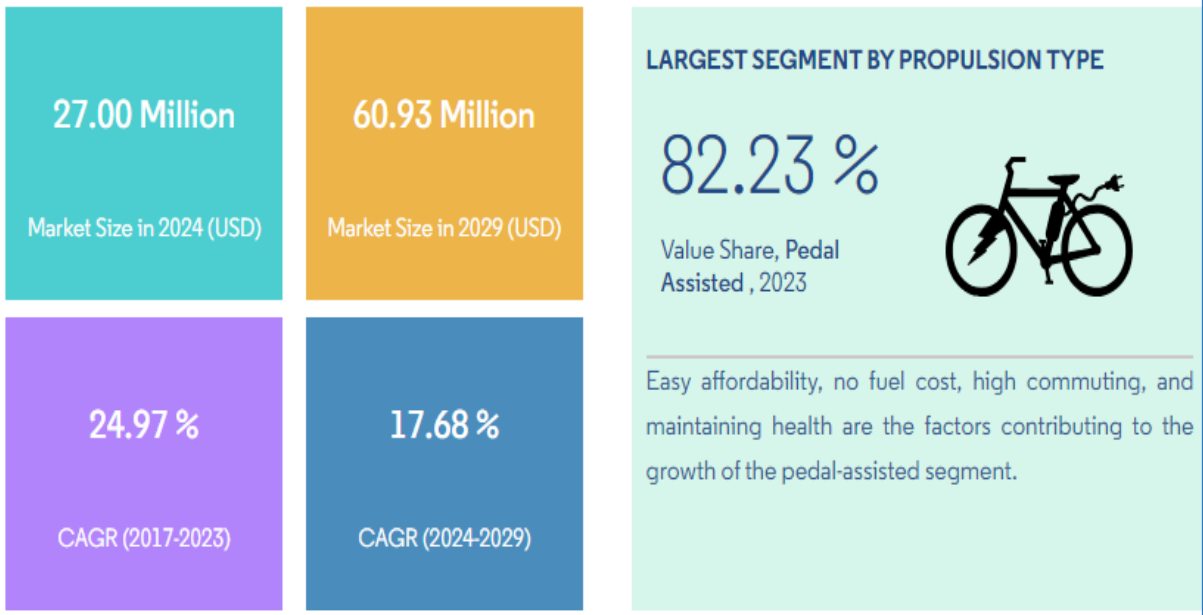 27.00 Million
Market Size in 2024 (USD)
60.93 Million
Market Size in 2029 (USD)
24.97 %
CAGR (2017-2023)
17.68 %
CAGR (2024-2029)
LARGEST SEGMENT BY PROPULSION TYPE
82.23 %
Value Share, Pedal
Assisted , 2023
Easy affordability, no fuel cost, high commuting, and
maintaining health are the factors contributing to the
growth of the pedal-assisted segment.